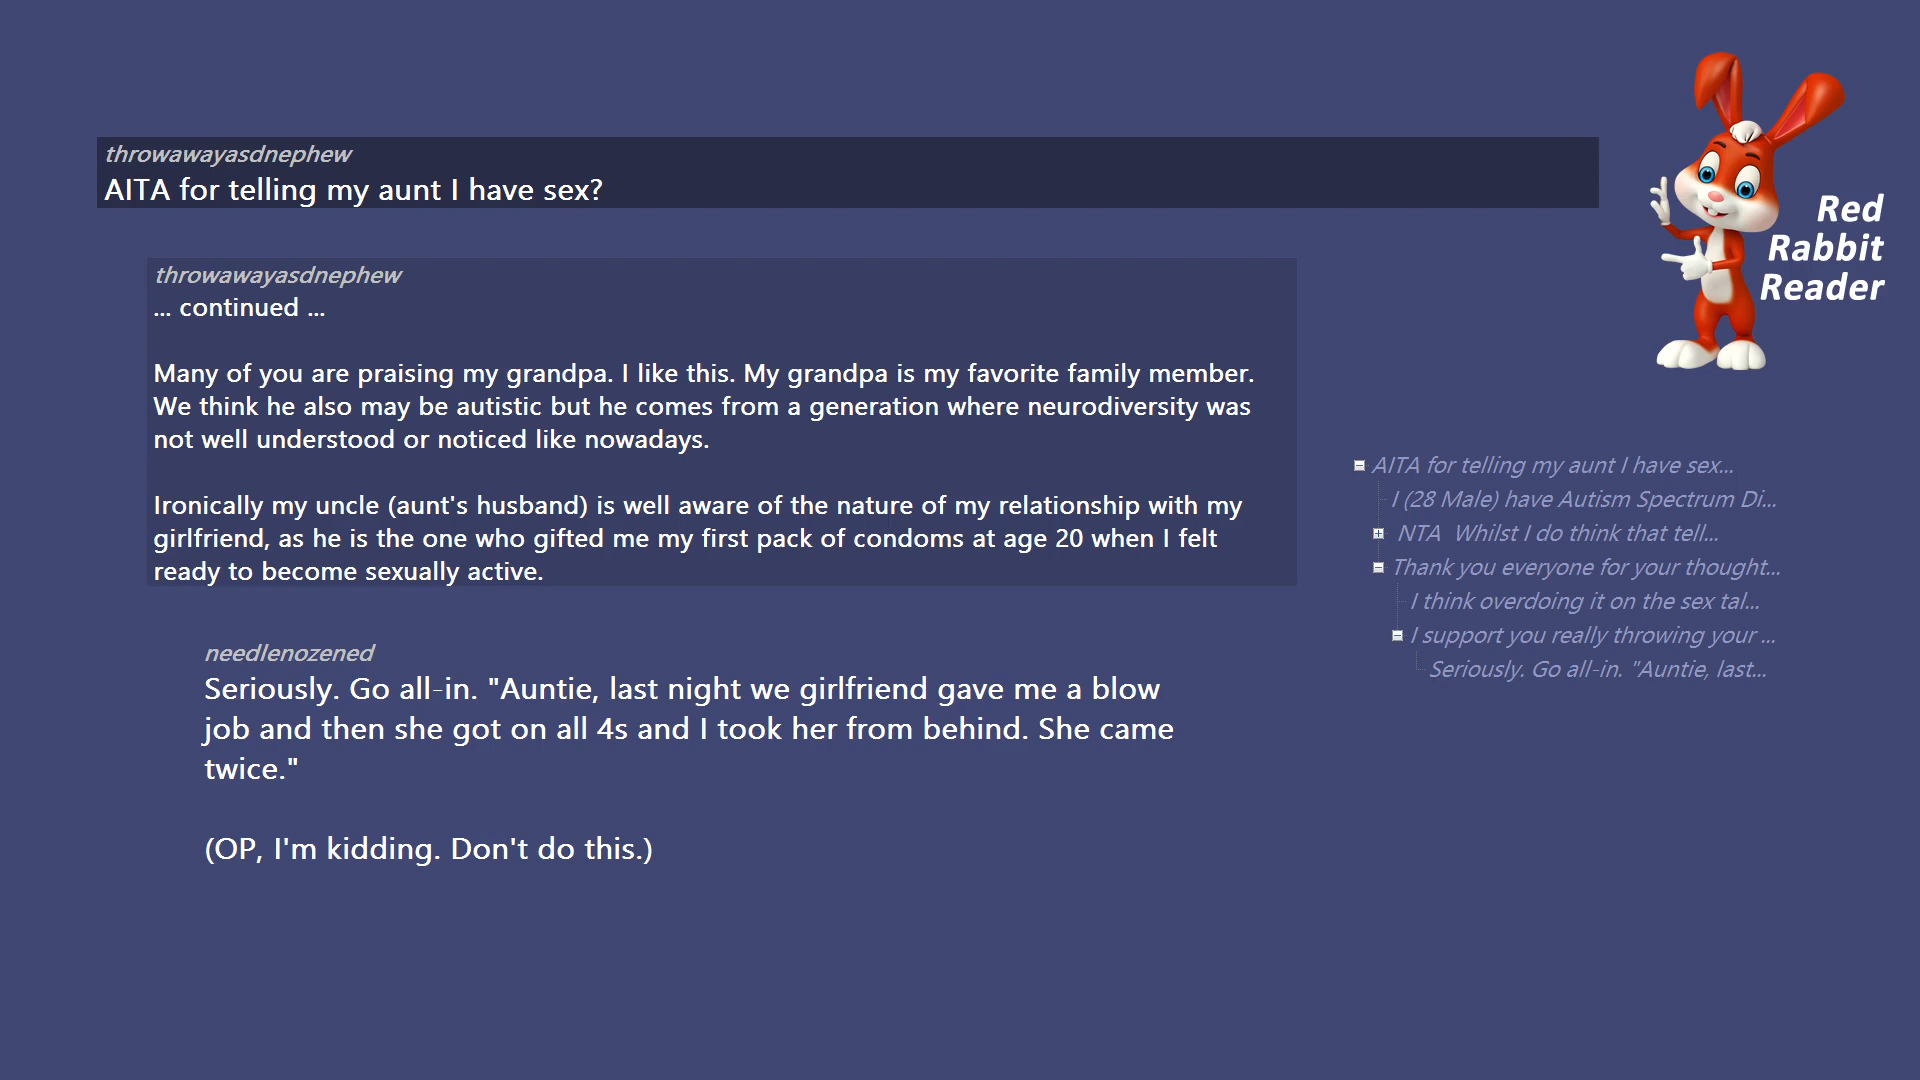 throwawayasdnephew
AITA for telling my aunt I have sex?
throwawayasdnephew
... continued ...
Many of you are praising my grandpa. I like this. My grandpa is my favorite family member.
We think he also may be autistic but he comes from a generation where neurodiversity was
not well understood or noticed like nowadays.
Ironically my uncle (aunt's husband) is well aware of the nature of my relationship with my
girlfriend, as he is the one who gifted me my first pack of condoms at age 20 when I felt
ready to become sexually active.
needlenozened
Seriously. Go all-in. "Auntie, last night we girlfriend gave me a blow
job and then she got on all 4s and I took her from behind. She came
twice."
(OP, I'm kidding. Don't do this.)
Red
Rabbit
Reader
AITA for telling my aunt I have sex...
I (28 Male) have Autism Spectrum Di...
NTA  Whilst I do think that tell...
Thank you everyone for your thought...
I think overdoing it on the sex tal...
I support you really throwing your ...
Seriously. Go all-in. "Auntie, last...